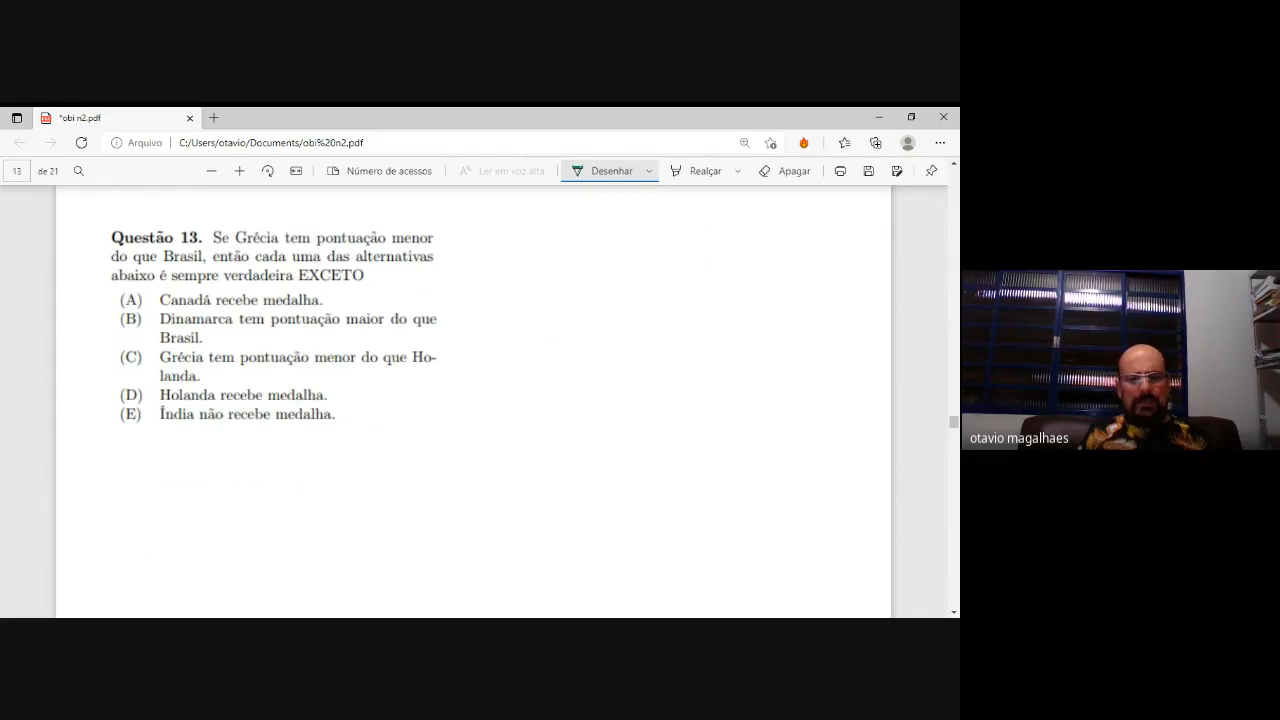 *obi n2.pdf
Arquivo
C:/Users/otavio/Documents/obi%20n2.pdf
13
de 21
Número de acessos
Ler em voz alta
Desenhar
Realçar
Apagar
Questão 13. Se Grécia tem pontuação menor
do que Brasil, então cada uma das alternativas
abaixo é sempre verdadeira EXCETO
(A) Canadá recebe medalha.
(B) Dinamarca tem pontuação maior do que
Brasil.
(C) Grécia tem pontuação menor do que Ho-
landa.
(D) Holanda recebe medalha.
(E) Índia não recebe medalha.
otavio magalhaes